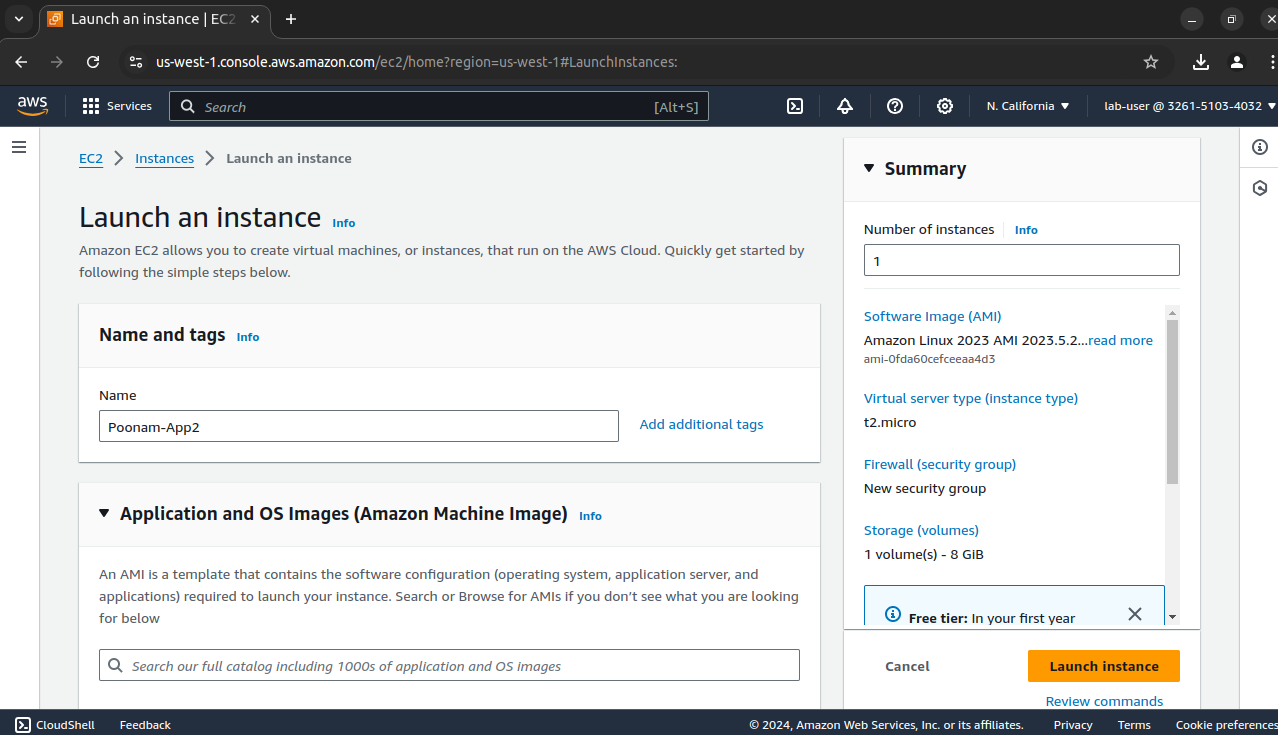 Launch an instance | EC2
us-west-1.console.aws.amazon.com/ec2/home?region=us-west-1#LaunchInstances:
aws
Services
Search
[Alt+S]
N. California
lab-user @ 3261-5103-4032
EC2
Instances
Launch an instance
Launch an instance Info
Amazon EC2 allows you to create virtual machines, or instances, that run on the AWS Cloud. Quickly get started by
following the simple steps below.
Name and tags Info
Name
Poonam-App2
Add additional tags
Application and OS Images (Amazon Machine Image) Info
An AMI is a template that contains the software configuration (operating system, application server, and
applications) required to launch your instance. Search or Browse for AMIs if you don't see what you are looking
for below
Search our full catalog including 1000s of application and OS images
Summary
Number of instances Info
1
Software Image (AMI)
Amazon Linux 2023 AMI 2023.5.2...read more
ami-0fda60cefceeaa4d3
Virtual server type (instance type)
t2.micro
Firewall (security group)
New security group
Storage (volumes)
1 volume(s) - 8 GiB
Free tier: In your first year
Cancel
Launch instance
Review commands
CloudShell
Feedback
© 2024, Amazon Web Services, Inc. or its affiliates.
Privacy
Terms
Cookie preferences